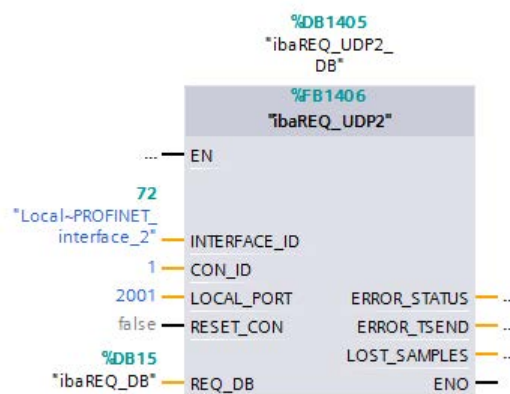 %DB1405
"ibaREQ_UDP2_
DB"
%FB1406
"ibaREQ_UDP2"
... EN
72
"Local~PROFINET_
interface_2" INTERFACE_ID
1 CON_ID
2001 LOCAL_PORT ERROR_STATUS ...
false RESET_CON ERROR_TSEND ...
%DB15 LOST_SAMPLES ...
"ibaREQ_DB" REQ_DB ENO